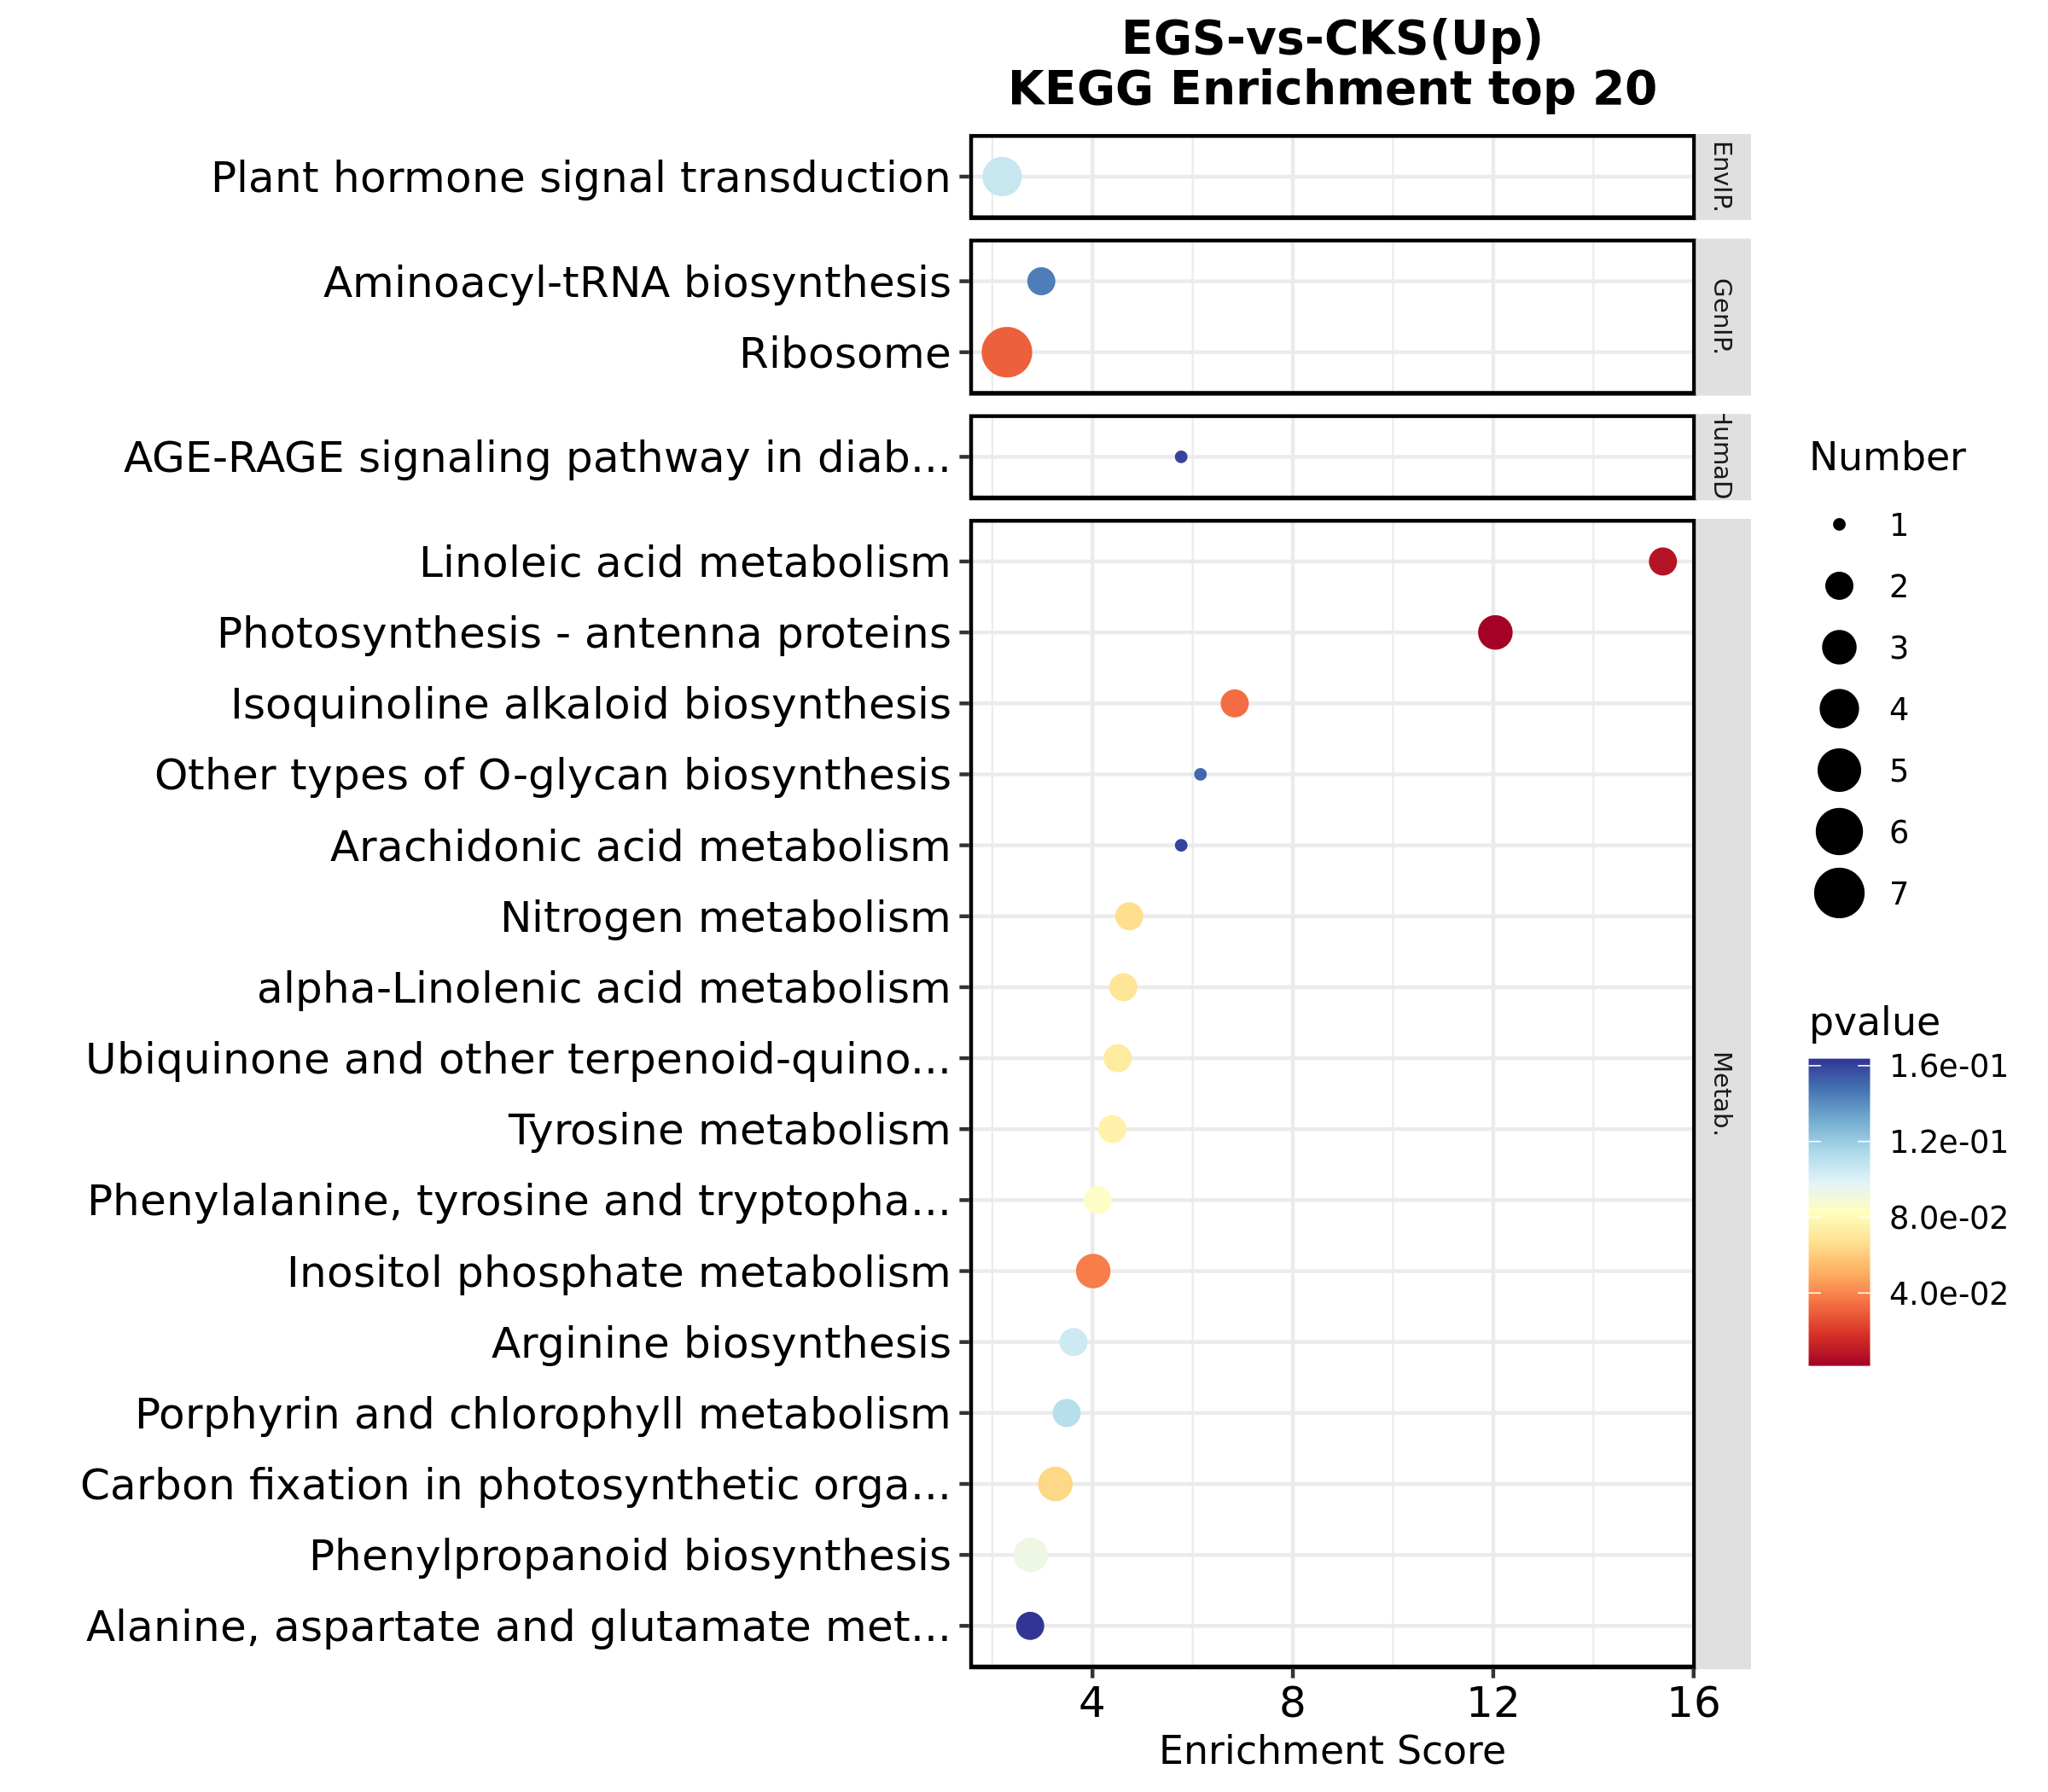 EGS-vs-CKS(Up)
KEGG Enrichment top 20
Plant hormone signal transduction
EnvIP.
Aminoacyl-tRNA biosynthesis
Ribosome
GenIP.
AGE-RAGE signaling pathway in diab...
HumaD
Linoleic acid metabolism
Photosynthesis - antenna proteins
Isoquinoline alkaloid biosynthesis
Other types of O-glycan biosynthesis
Arachidonic acid metabolism
Nitrogen metabolism
alpha-Linolenic acid metabolism
Ubiquinone and other terpenoid-quino...
Tyrosine metabolism
Phenylalanine, tyrosine and tryptopha...
Inositol phosphate metabolism
Arginine biosynthesis
Porphyrin and chlorophyll metabolism
Carbon fixation in photosynthetic orga...
Phenylpropanoid biosynthesis
Alanine, aspartate and glutamate met...
Metab.
4 8 12 16
Enrichment Score
Number
1
2
3
4
5
6
7
pvalue
1.6e-01
1.2e-01
8.0e-02
4.0e-02